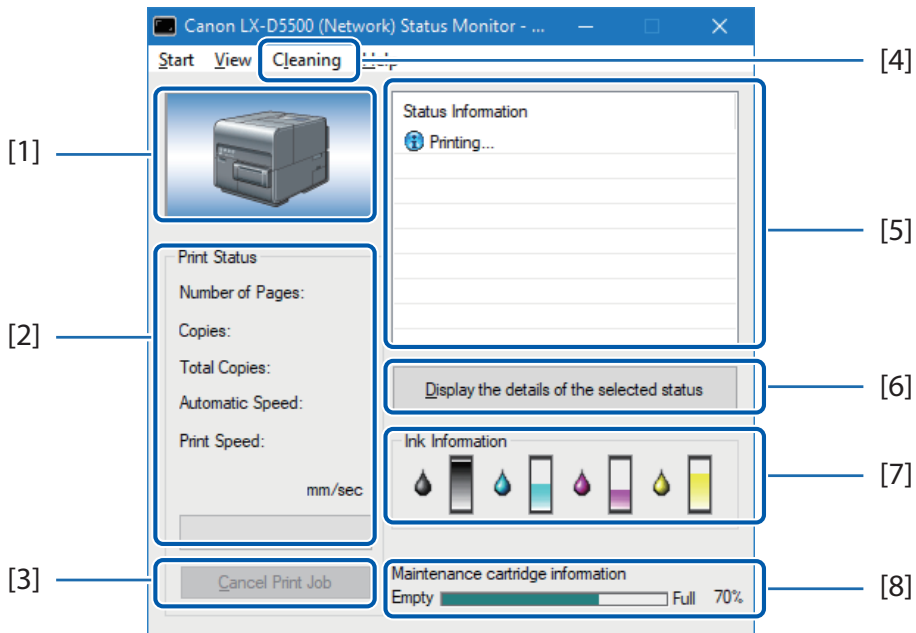 Canon LX-D5500 (Network) Status Monitor - ...
Start View Cleaning Help
[4]
[1]
Status Information
Printing...
[5]
[2]
Print Status
Number of Pages:
Copies:
Total Copies:
Automatic Speed:
Print Speed:
mm/sec
Display the details of the selected status
[6]
Ink Information
[7]
[3]
Cancel Print Job
Maintenance cartridge information
Empty Full 70%
[8]